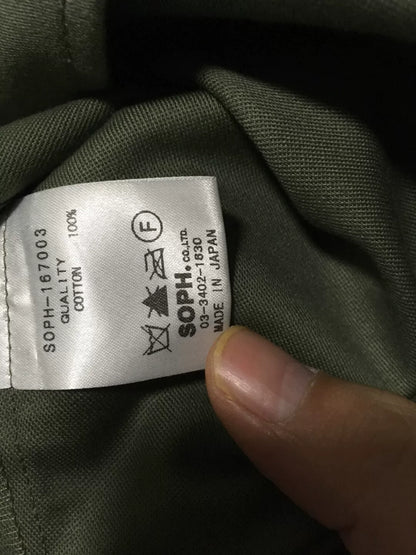 SOPH-167003
QUALITY
COTTON 100%
F
SOPH. CO.,LTD.
03-3402-1830
MADE IN JAPAN